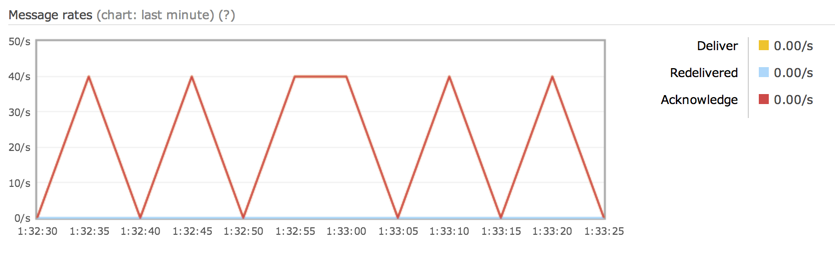 Message rates (chart: last minute) (?)
50/s
40/s
30/s
20/s
10/s
0/s
1:32:30 1:32:35 1:32:40 1:32:45 1:32:50 1:32:55 1:33:00 1:33:05 1:33:10 1:33:15 1:33:20 1:33:25
Deliver 0.00/s
Redelivered 0.00/s
Acknowledge 0.00/s